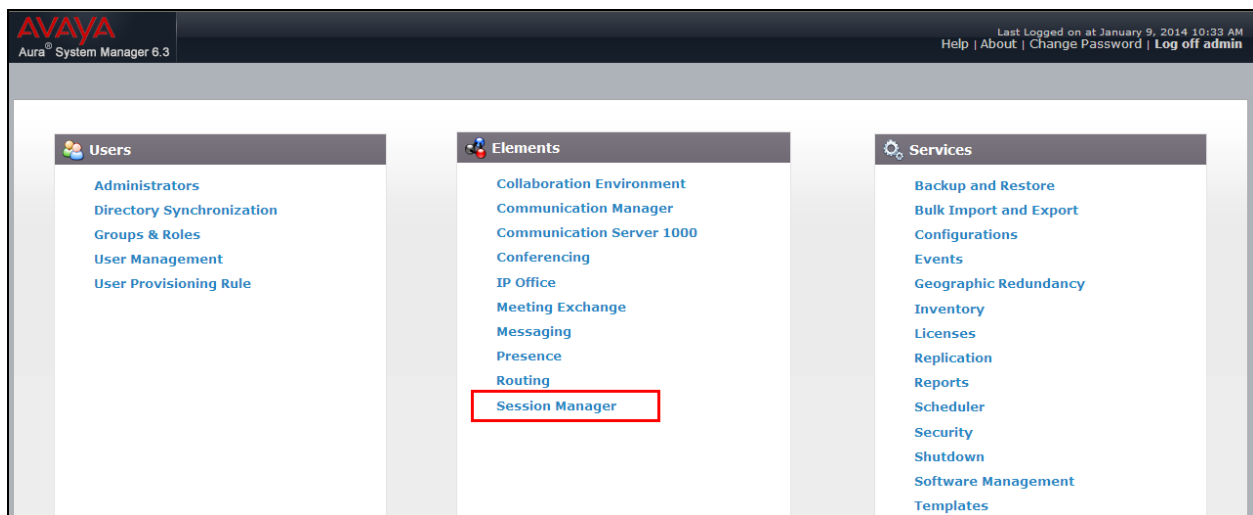 AVAYA
Aura® System Manager 6.3
Last Logged on at January 9, 2014 10:33 AM
Help | About | Change Password | Log off admin
Users
Administrators
Directory Synchronization
Groups & Roles
User Management
User Provisioning Rule
Elements
Collaboration Environment
Communication Manager
Communication Server 1000
Conferencing
IP Office
Meeting Exchange
Messaging
Presence
Routing
Session Manager
Services
Backup and Restore
Bulk Import and Export
Configurations
Events
Geographic Redundancy
Inventory
Licenses
Replication
Reports
Scheduler
Security
Shutdown
Software Management
Templates